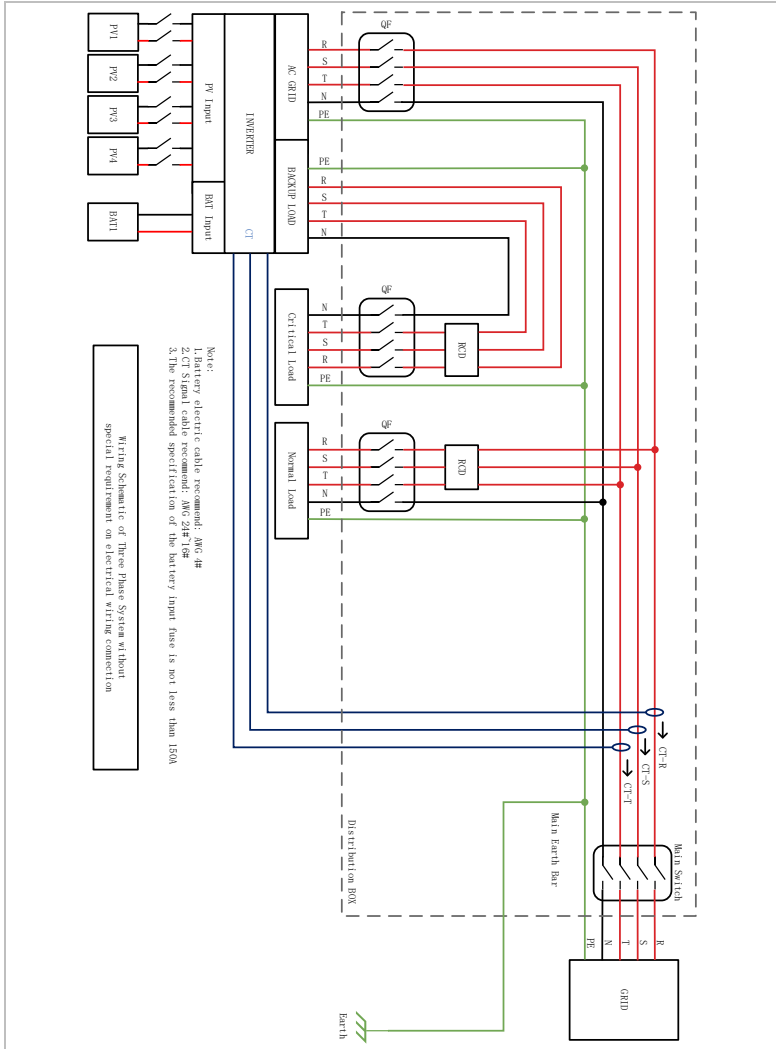 PV1
PV2
PV3
PV4
BAT1
PV Input
BAT Input
INVERTER
CT
AC GRID
BACKUP LOAD
R
S
T
N
PE
QF
PE
R
S
T
N
Critical Load
N
T
S
R
PE
QF
RCD
Normal Load
R
S
T
N
PE
QF
RCD
Note:
1.Battery electric cable recommend: AWG 4#
2.CT Signal cable recommend: AWG 24#~16#
3.The recommended specification of the battery input fuse is not less than 150A
Wiring Schematic of Three Phase System without
special requirement on electrical wiring connection
CT-R
CT-S
CT-T
Distribution BOX
Main Earth Bar
Main Switch
R
S
T
N
PE
GRID
Earth